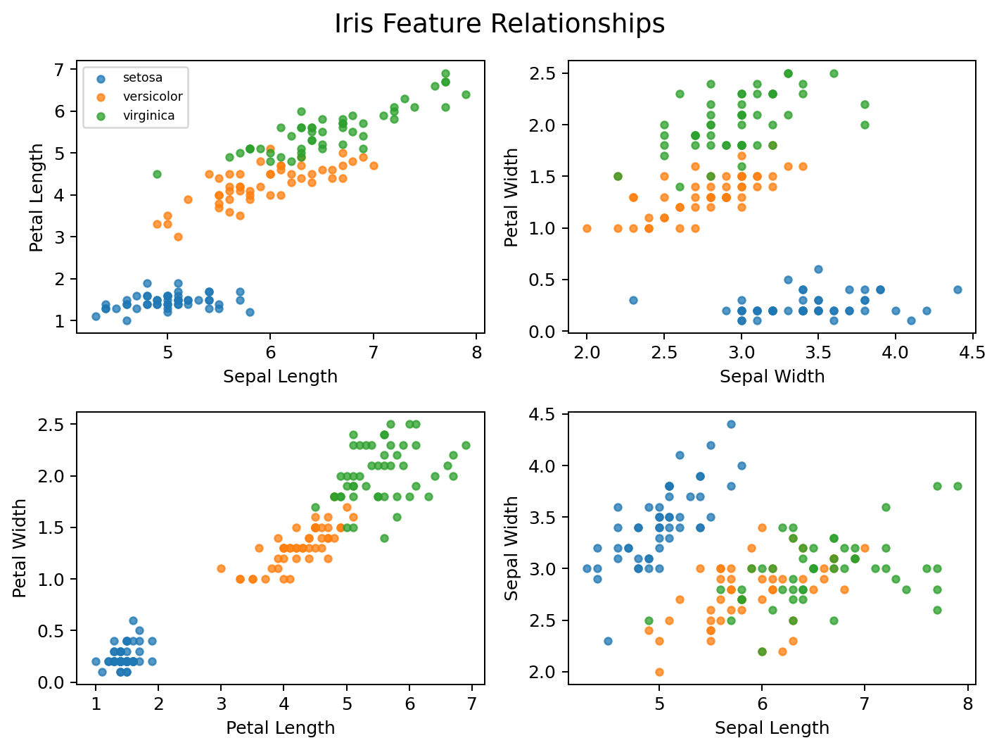 Iris Feature Relationships
setosa
versicolor
virginica
7
6
5
4
3
2
1
Petal Length
5 6 7 8
Sepal Length
2.5
2.0
1.5
1.0
0.5
0.0
Petal Width
2.0 2.5 3.0 3.5 4.0 4.5
Sepal Width
2.5
2.0
1.5
1.0
0.5
0.0
Petal Width
1 2 3 4 5 6 7
Petal Length
4.5
4.0
3.5
3.0
2.5
2.0
Sepal Width
5 6 7 8
Sepal Length